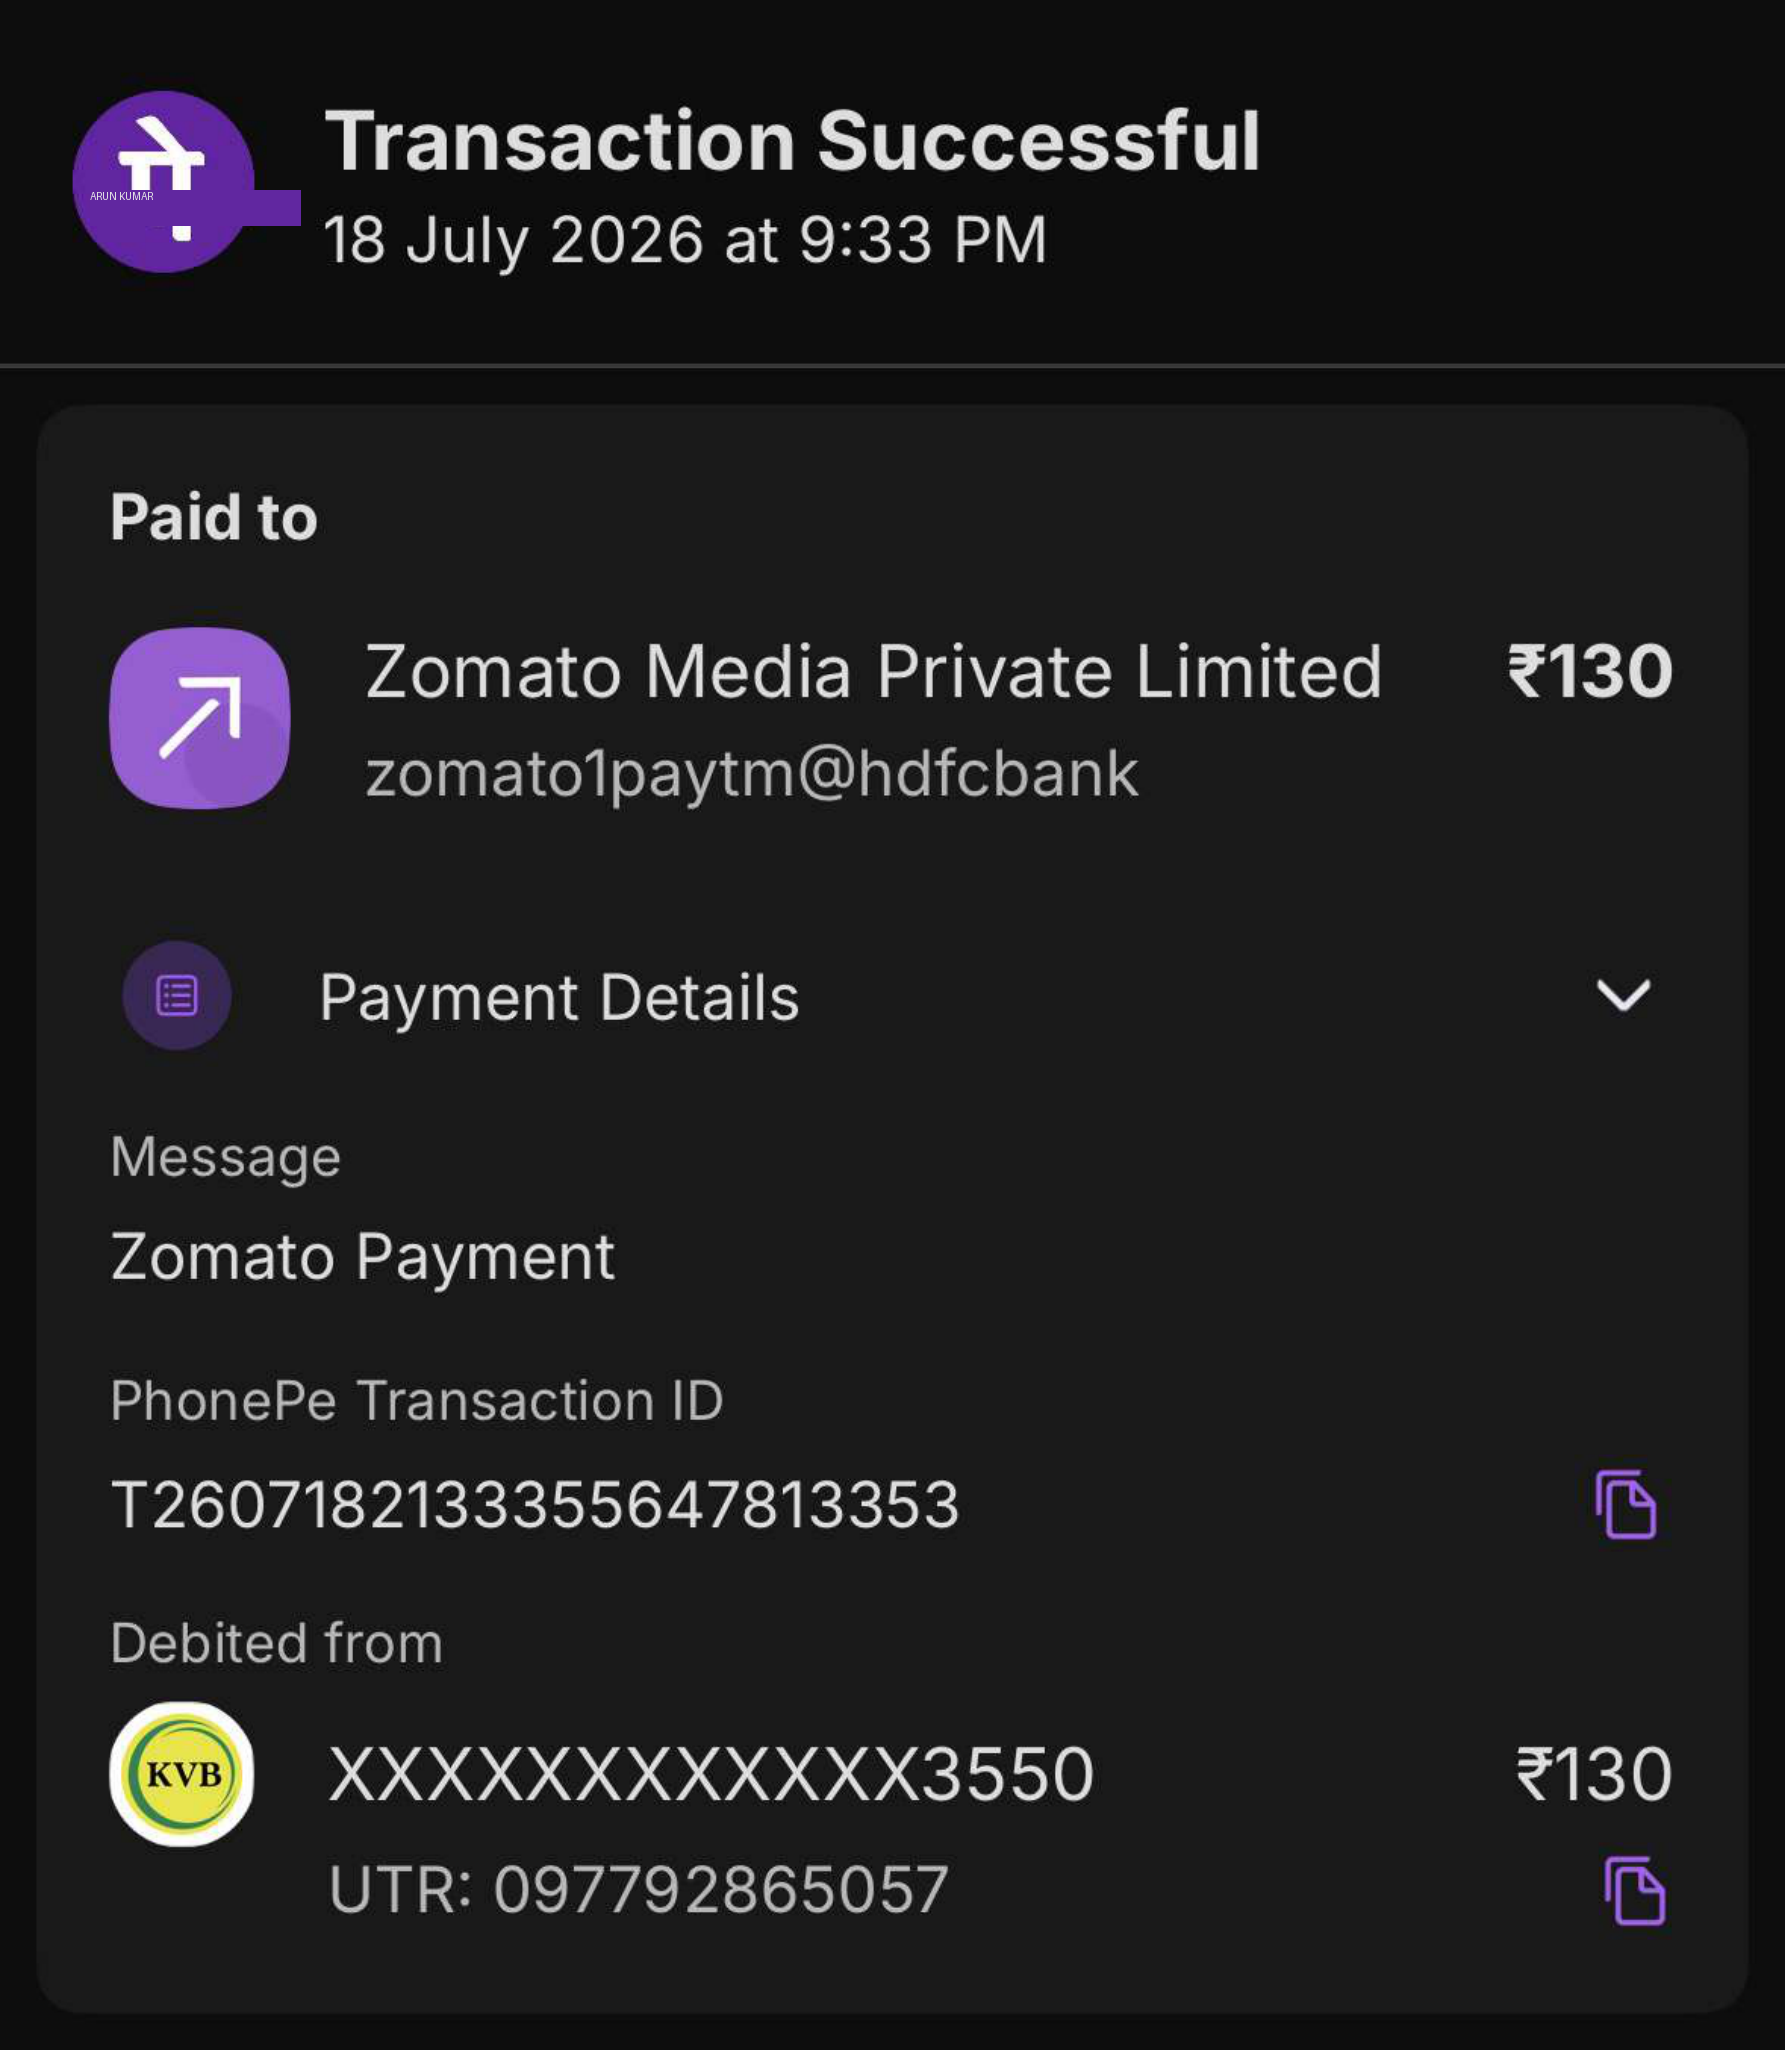 ARUN KUMAR
Transaction Successful
18 July 2026 at 9:33 PM
Paid to
Zomato Media Private Limited ₹130
zomato1paytm@hdfcbank
Payment Details
Message
Zomato Payment
PhonePe Transaction ID
T2607182133355647813353
Debited from
KVB XXXXXXXXXXXX3550 ₹130
UTR: 097792865057